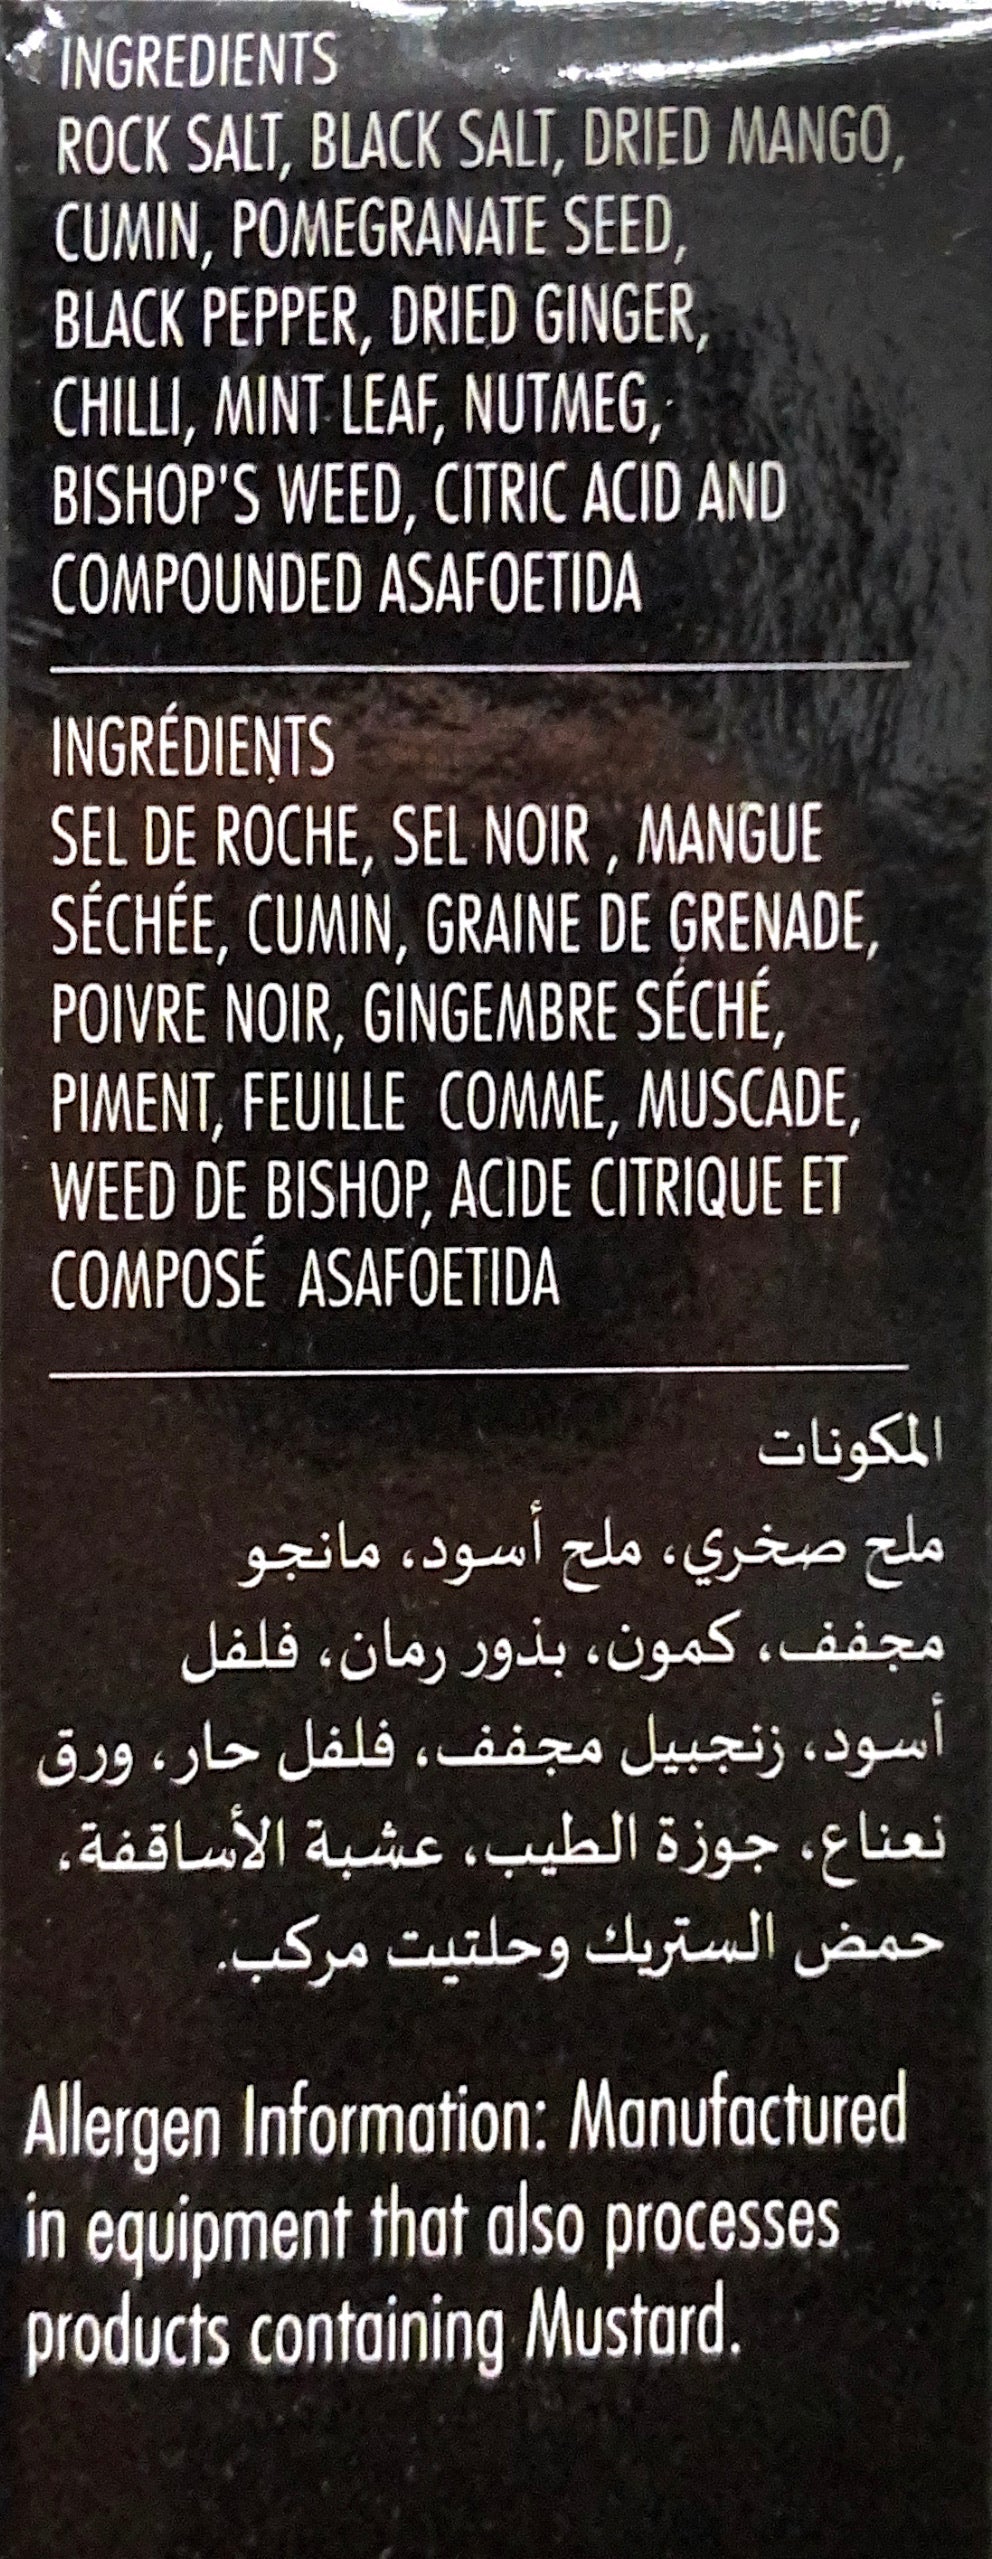 INGREDIENTS
ROCK SALT, BLACK SALT, DRIED MANGO,
CUMIN, POMEGRANATE SEED,
BLACK PEPPER, DRIED GINGER,
CHILLI, MINT LEAF, NUTMEG,
BISHOP'S WEED, CITRIC ACID AND
COMPOUNDED ASAFOETIDA
INGRÉDIENTS
SEL DE ROCHE, SEL NOIR , MANGUE
SÉCHÉE, CUMIN, GRAINE DE GRENADE,
POIVRE NOIR, GINGEMBRE SÉCHÉ,
PIMENT, FEUILLE COMME, MUSCADE,
WEED DE BISHOP, ACIDE CITRIQUE ET
COMPOSÉ ASAFOETIDA
المكونات
ملح صخري، ملح أسود، مانجو
مجفف، كمون، بذور رمان، فلفل
أسود، زنجبيل مجفف، فلفل حار، ورق
نعناع، جوزة الطيب، عشبة الأساقفة،
حمض الستريك وحلتيت مركب.
Allergen Information: Manufactured
in equipment that also processes
products containing Mustard.